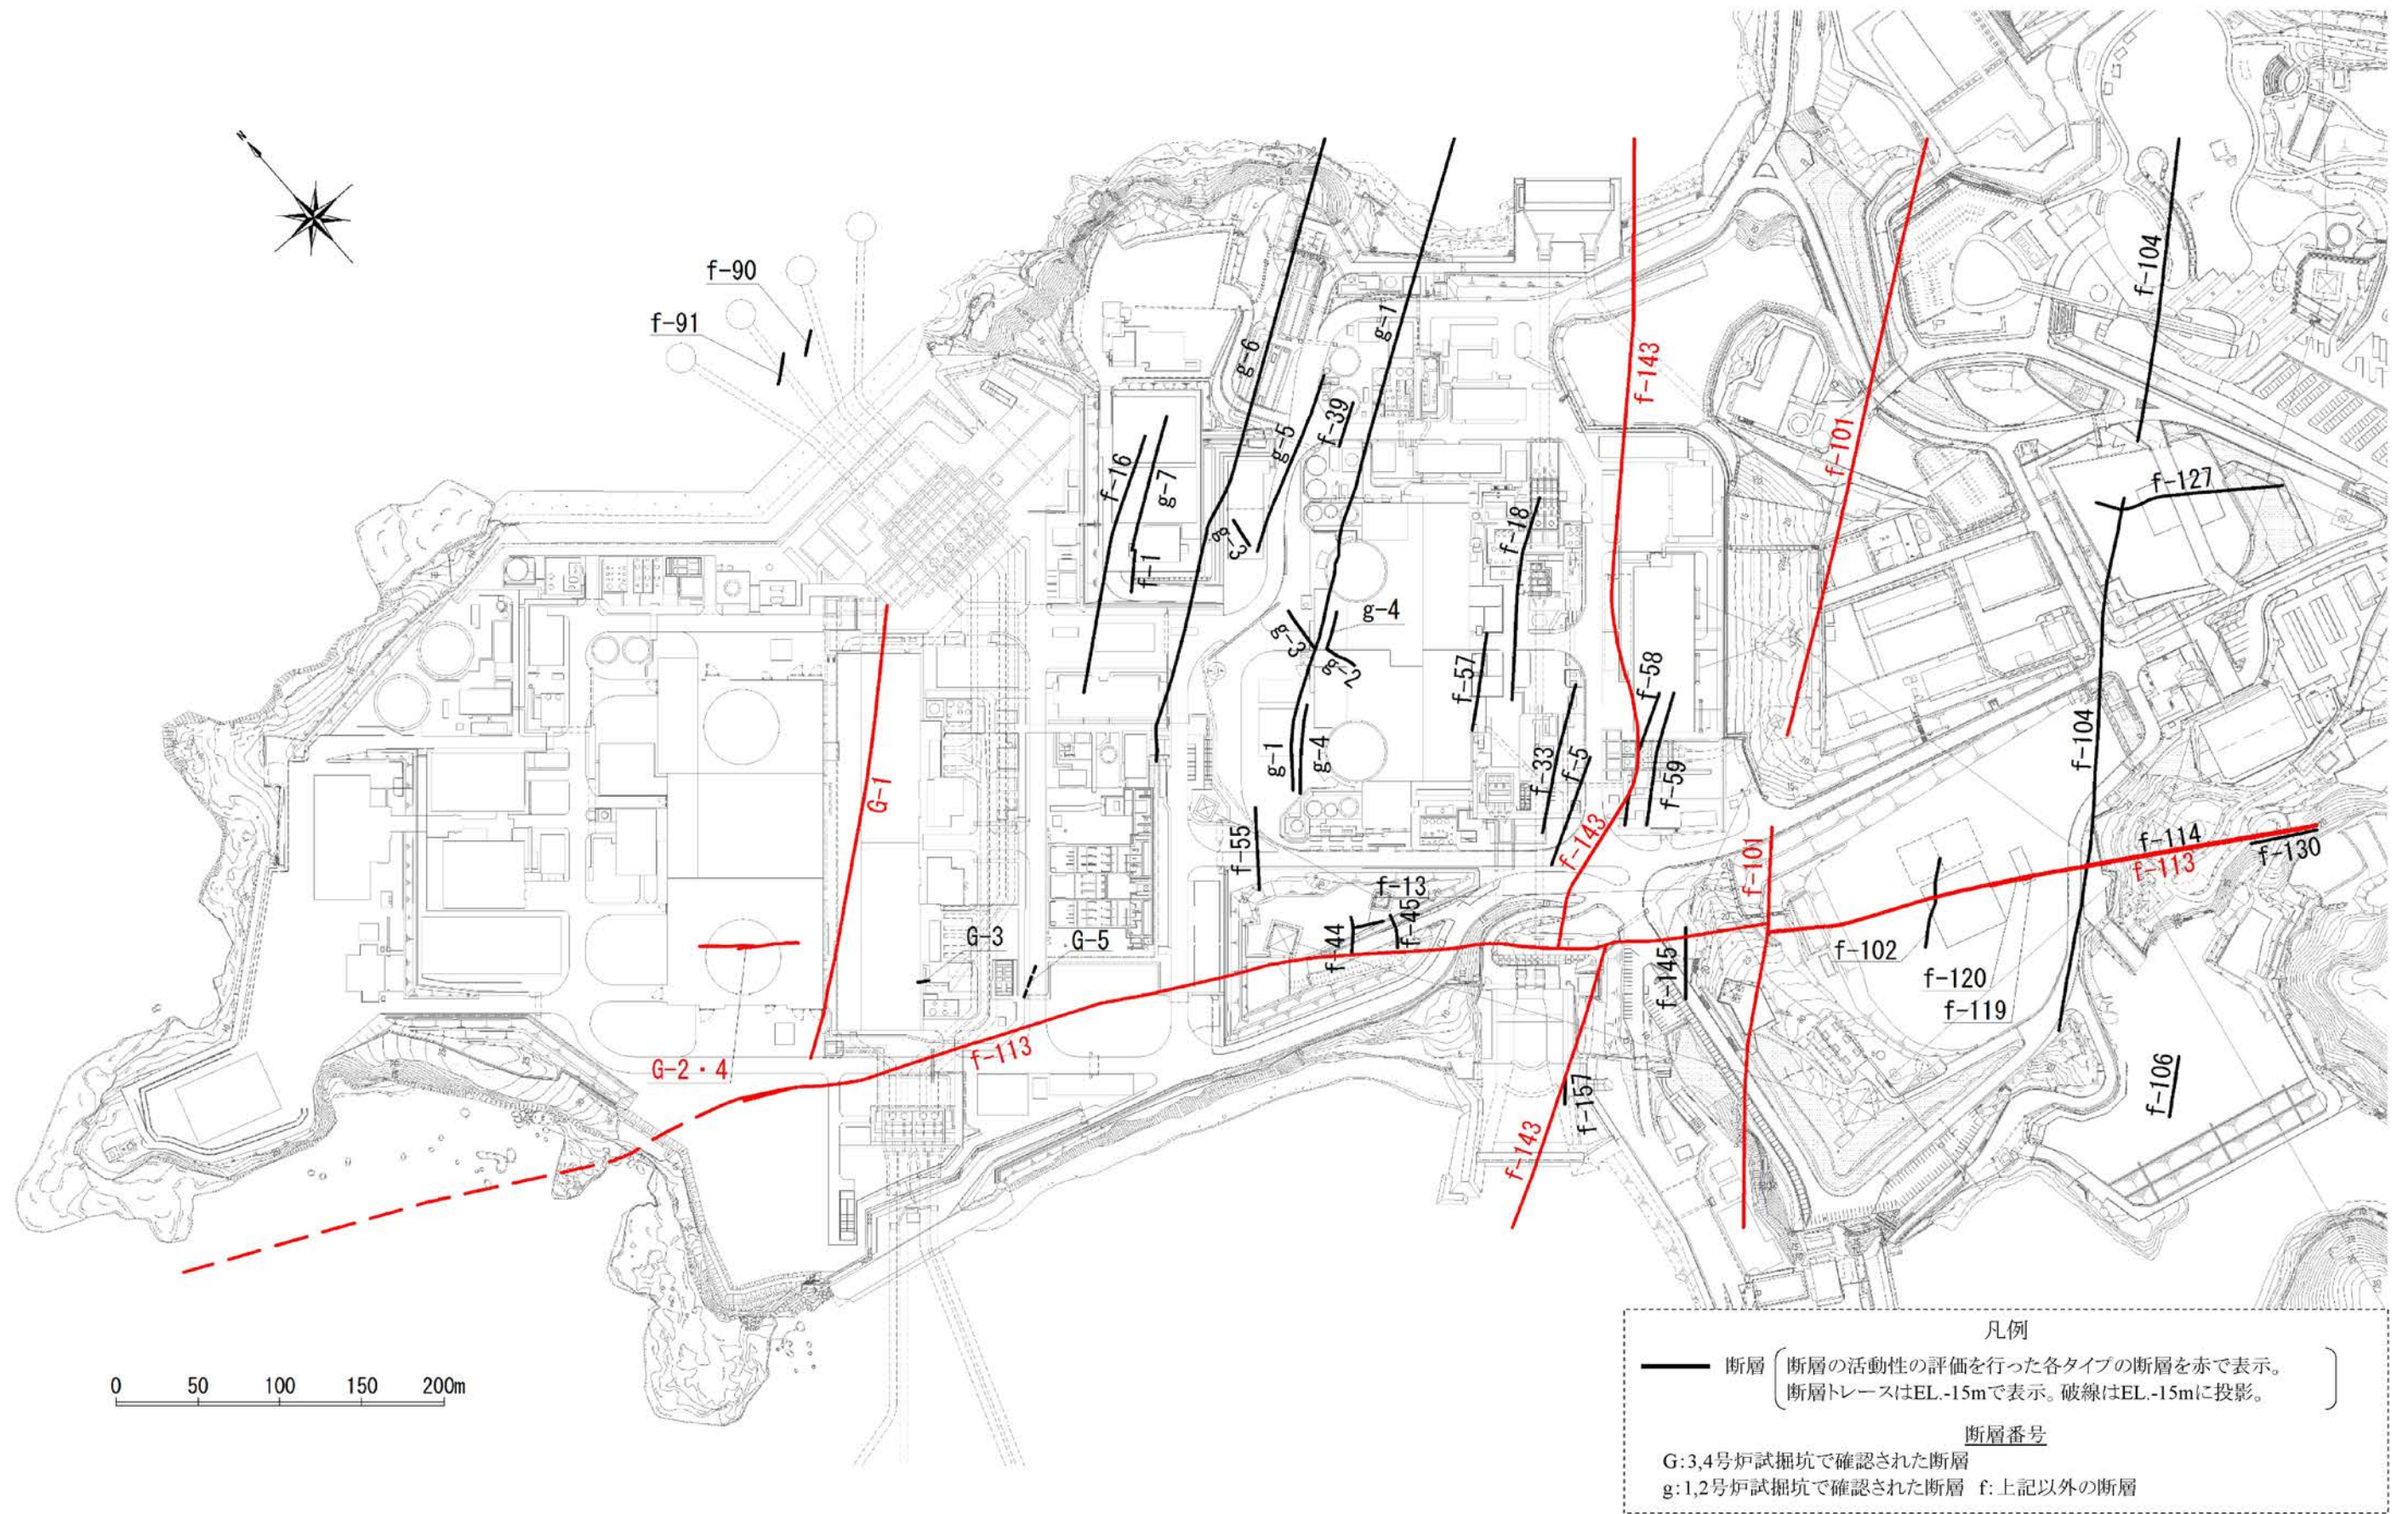 N
f-90
f-91
g-6
g-1
f-143
f-104
f-101
f-39
g-5
f-16
g-7
f-127
f-18
g-3
f-1
g-4
g-3
g-2
f-57
f-58
G-1
g-1
g-4
f-33
f-5
f-59
f-104
f-55
f-143
f-101
f-114
f-113
f-130
f-13
f-45
f-44
G-3
G-5
f-145
f-102
f-120
f-119
G-2・4
f-113
f-157
f-143
f-106
0 50 100 150 200m
凡例
断層
断層の活動性の評価を行った各タイプの断層を赤で表示。
断層トレースはEL.-15mで表示。破線はEL.-15mに投影。
断層番号
G:3,4号炉試掘坑で確認された断層
g:1,2号炉試掘坑で確認された断層 f:上記以外の断層